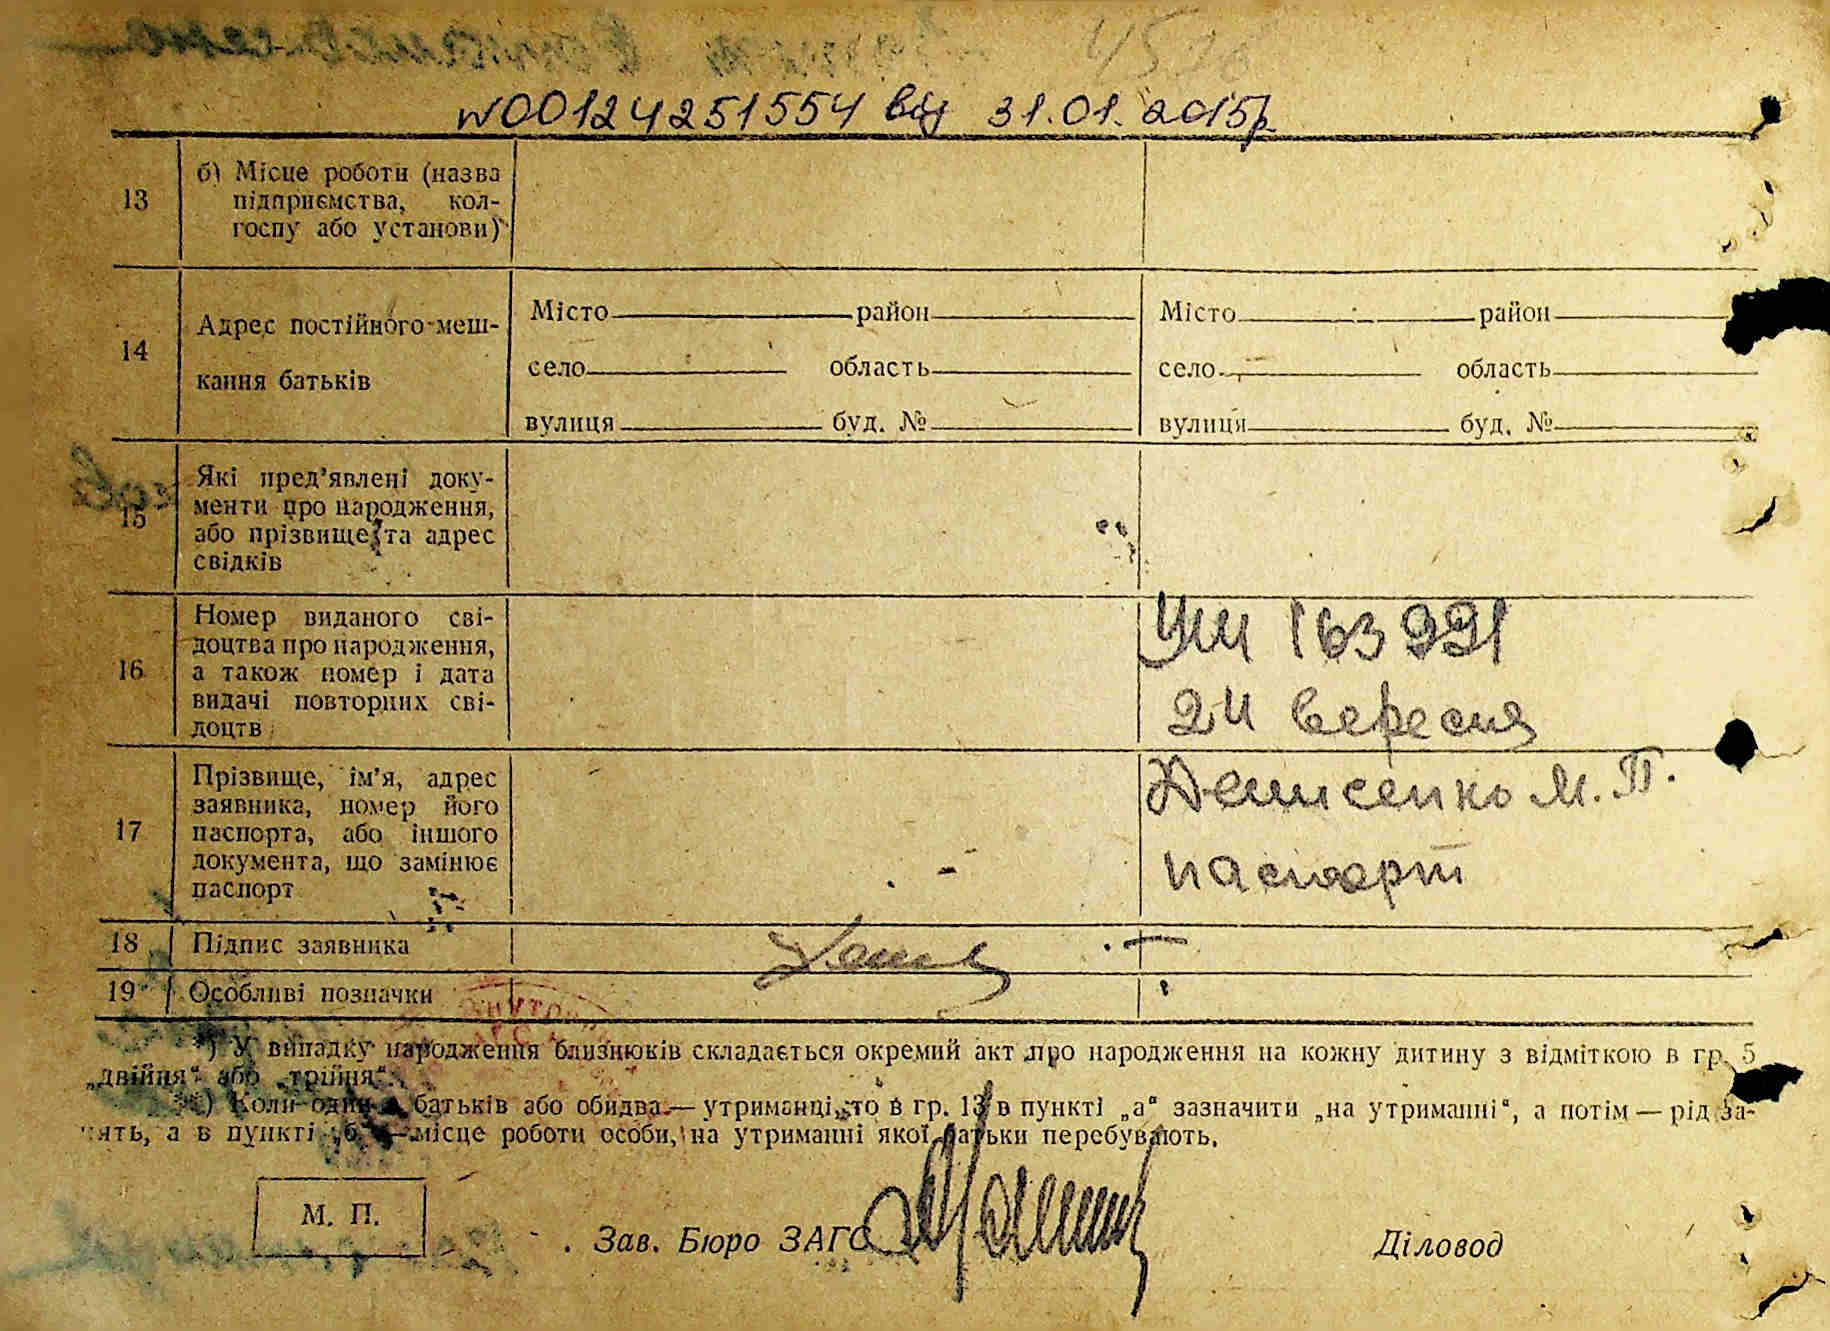 4528
N00124251554 від 31.01.2015р.
13
б) Місце роботи (назва
підприємства, кол-
госпу або установи)
14
Адрес постійного меш-
кання батьків
Місто район
село область
вулиця буд. №
Місто район
село область
вулиця буд. №
15
Які пред'явлені доку-
менти про народження,
або прізвище та адрес
свідків
16
Номер виданого сві-
доцтва про народження,
а також номер і дата
видачі повторних сві-
доцтв
163991
24 вересня
17
Прізвище, ім'я, адрес
заявника, номер його
паспорта, або іншого
документа, що замінює
паспорт
Денисенко М. П.
паспорт
18 Підпис заявника
19 Особливі позначки
*) У випадку народження близнюків складається окремий акт про народження на кожну дитину з відміткою в гр. 5
„двійня“ або „трійня“.
**) Коли один з батьків або обидва — утриманці, то в гр. 13 в пункті „а“ зазначити „на утриманні“, а потім — рід за-
нять, а в пункті „б“ — місце роботи особи, на утриманні якої батьки перебувають.
М. П.
Зав. Бюро ЗАГС
Діловод